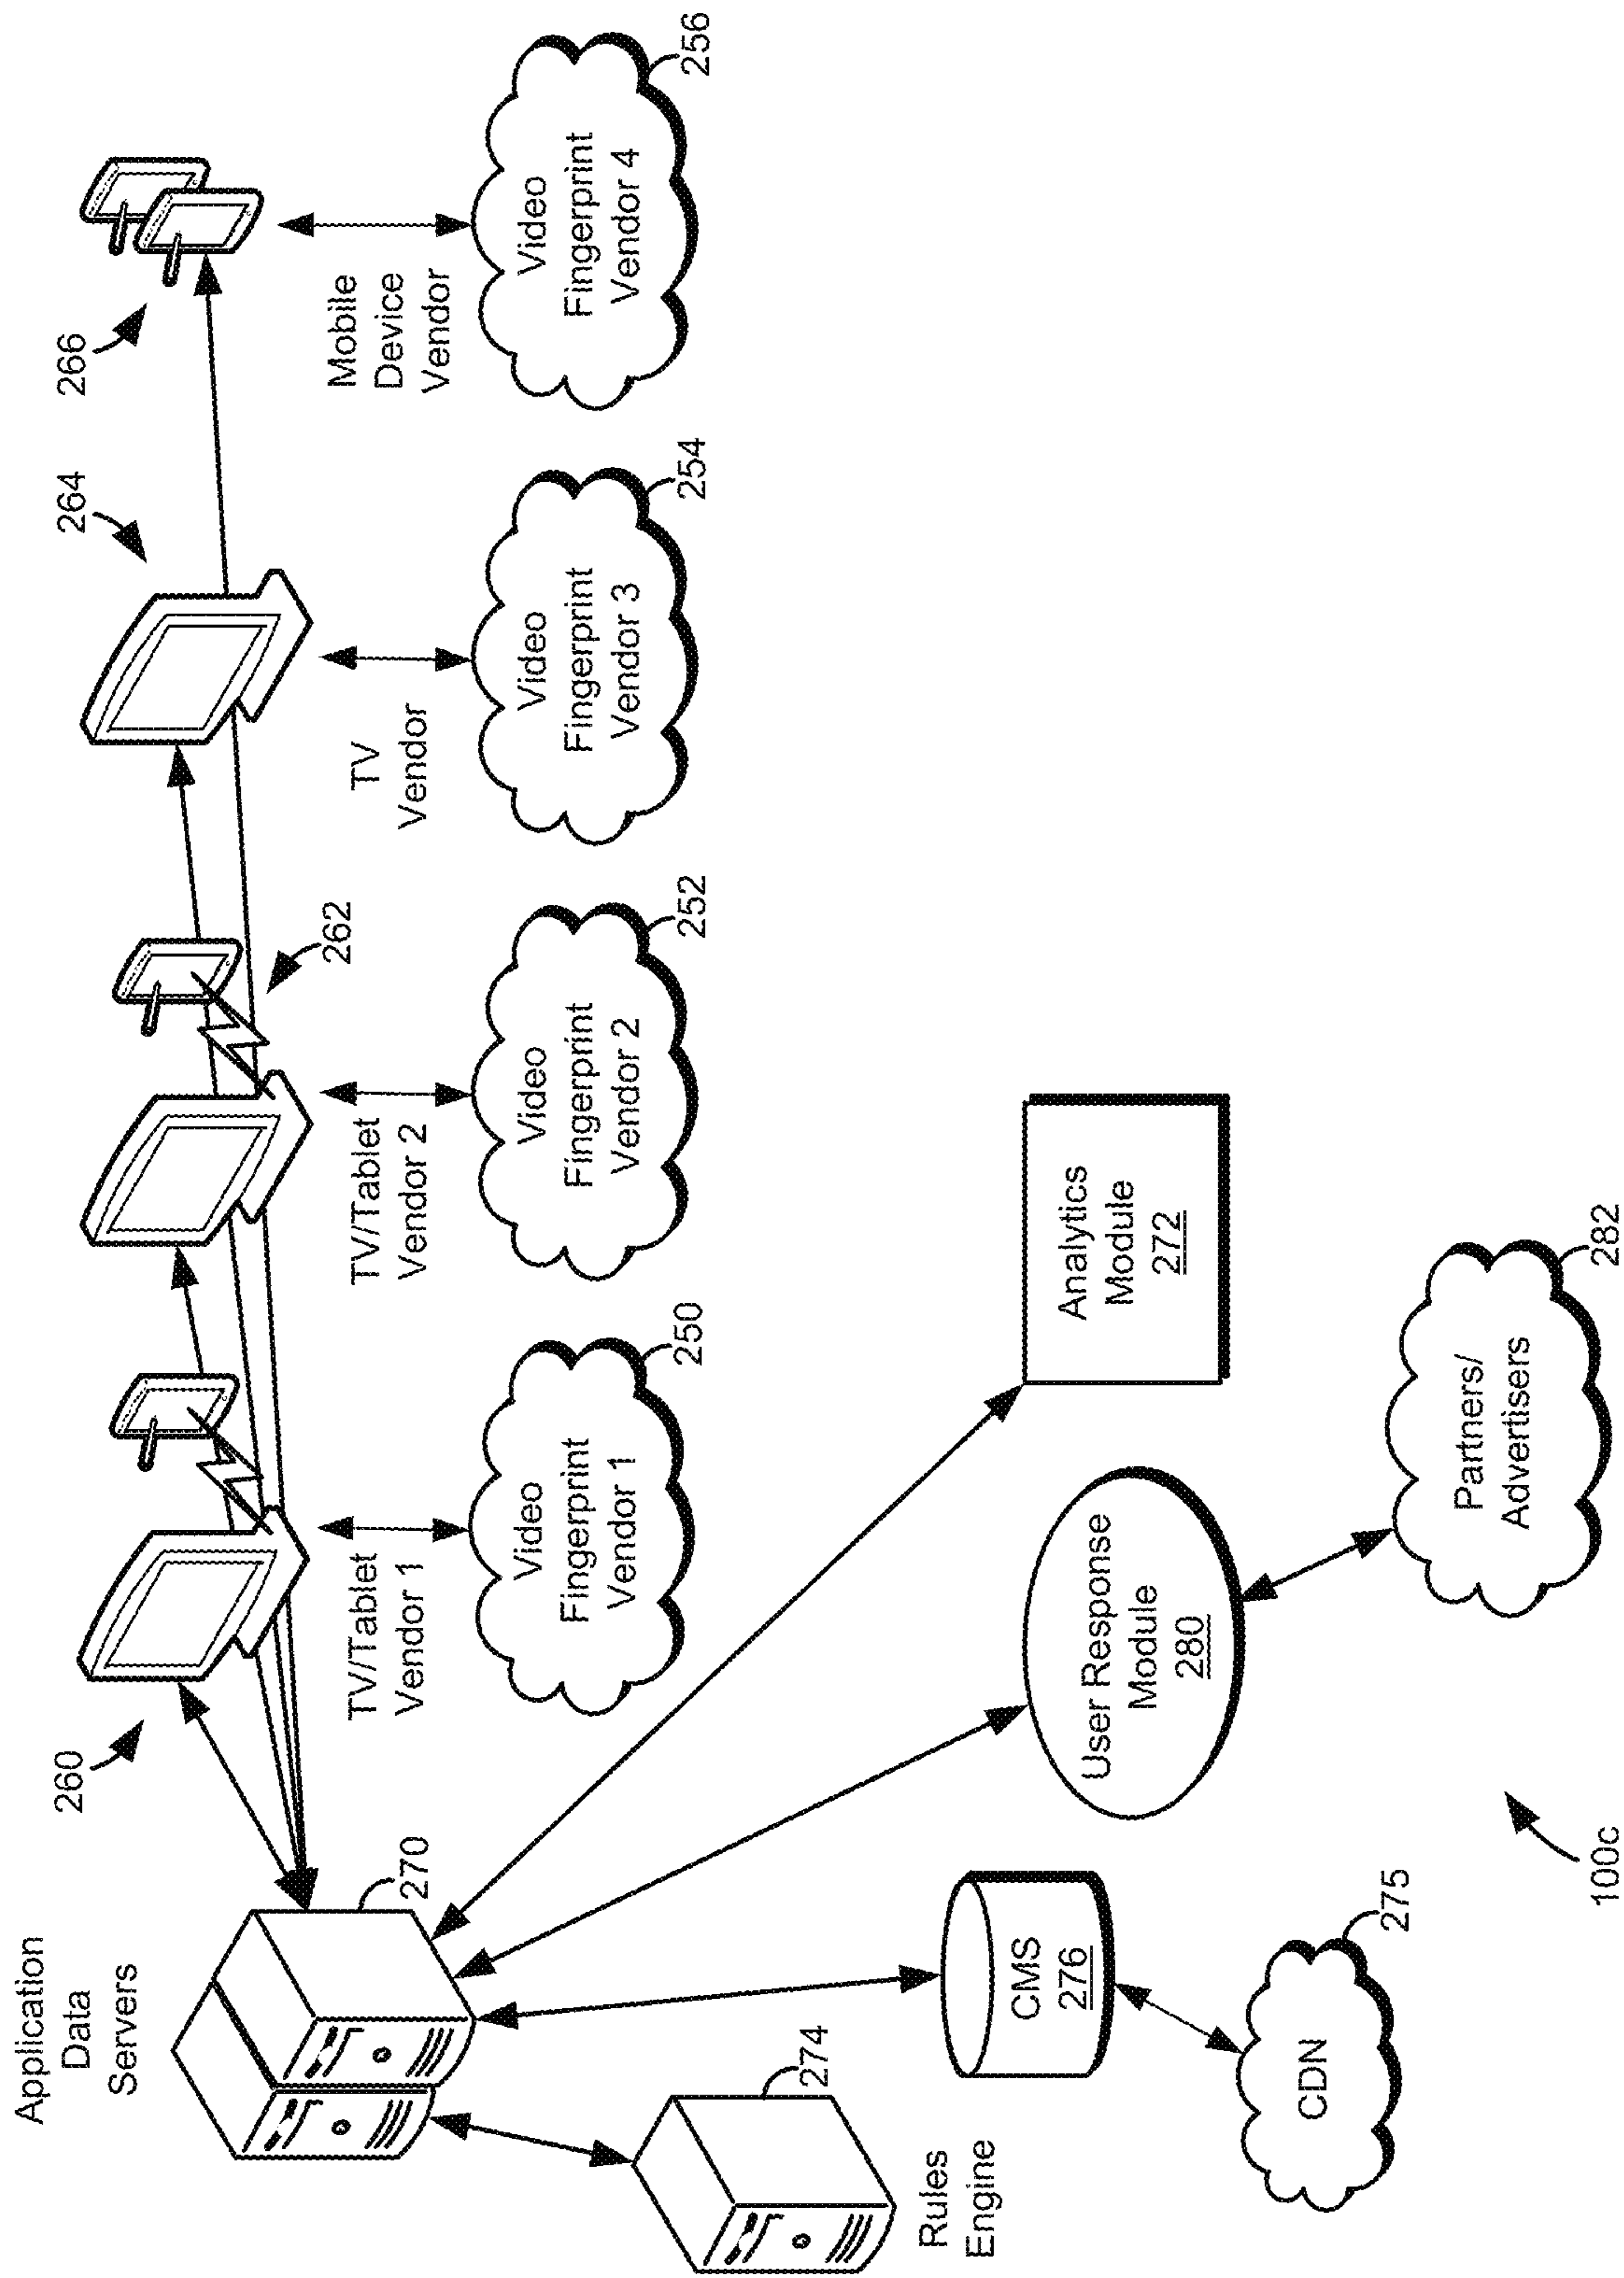 Application
Data
Servers
270
260
TV/Tablet
Vendor 1
Video
Fingerprint
Vendor 1
250
262
TV/Tablet
Vendor 2
Video
Fingerprint
Vendor 2
252
264
TV
Vendor
Video
Fingerprint
Vendor 3
254
266
Mobile
Device
Vendor
Video
Fingerprint
Vendor 4
256
274
Rules
Engine
CMS
276
CDN
275
User Response
Module
280
Analytics
Module
272
Partners/
Advertisers
282
100c